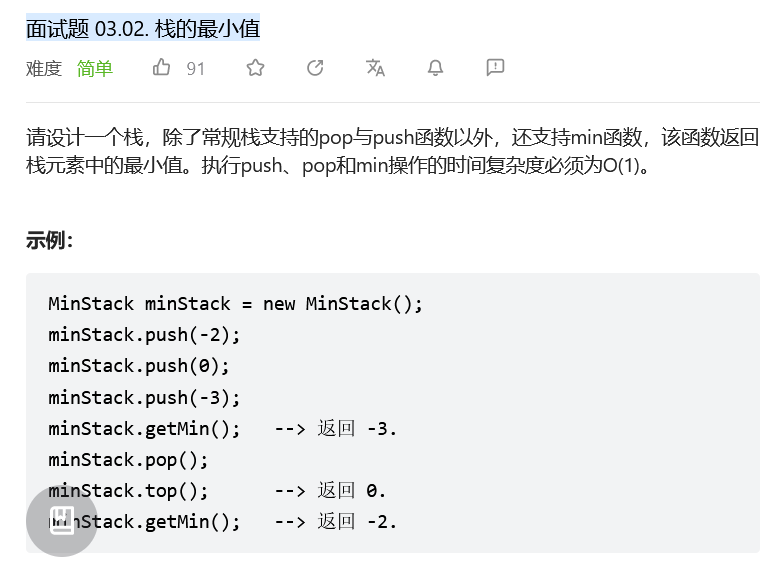 面试题 03.02. 栈的最小值
难度 简单 91
请设计一个栈，除了常规栈支持的pop与push函数以外，还支持min函数，该函数返回
栈元素中的最小值。执行push、pop和min操作的时间复杂度必须为O(1)。
示例：
MinStack minStack = new MinStack();
minStack.push(-2);
minStack.push(0);
minStack.push(-3);
minStack.getMin();   --> 返回 -3.
minStack.pop();
minStack.top();      --> 返回 0.
minStack.getMin();   --> 返回 -2.